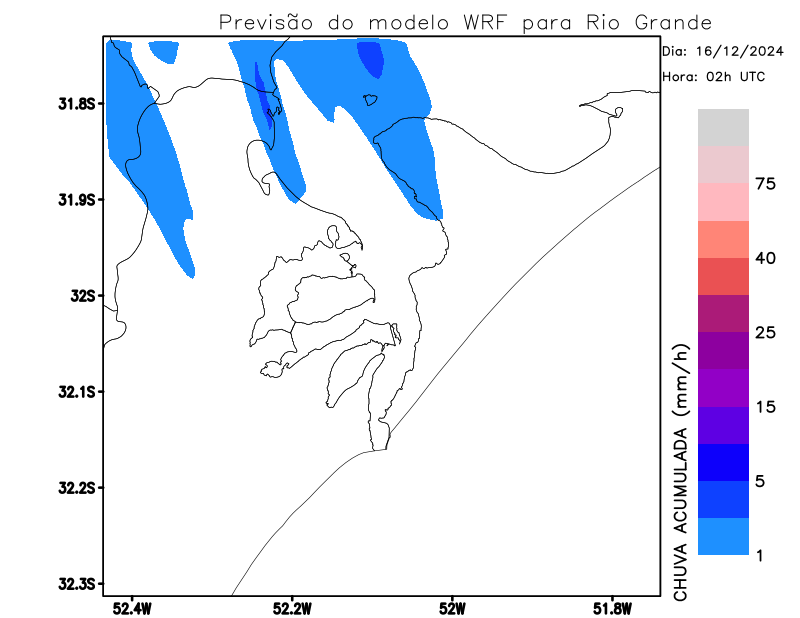 Previsão do modelo WRF para Rio Grande
Dia: 16/12/2024
Hora: 02h UTC
31.8S
31.9S
32S
32.1S
32.2S
32.3S
52.4W
52.2W
52W
51.8W
75
40
25
15
5
1
CHUVA ACUMULADA (mm/h)